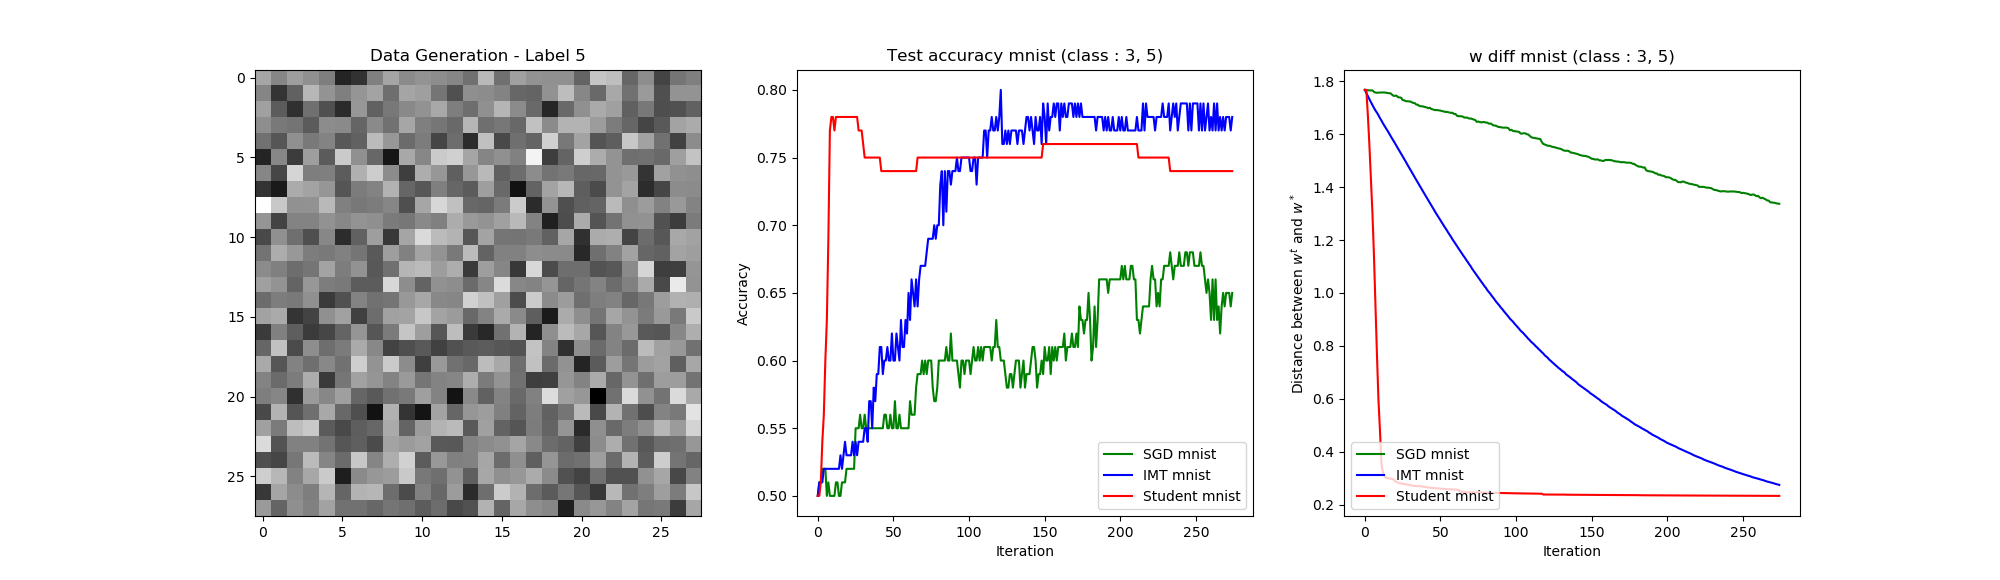 Data Generation - Label 5
0
5
10
15
20
25
0 5 10 15 20 25
Test accuracy mnist (class : 3, 5)
Accuracy
0.80
0.75
0.70
0.65
0.60
0.55
0.50
SGD mnist
IMT mnist
Student mnist
0 50 100 150 200 250
Iteration
w diff mnist (class : 3, 5)
Distance between w^t and w^*
1.8
1.6
1.4
1.2
1.0
0.8
0.6
0.4
0.2
SGD mnist
IMT mnist
Student mnist
0 50 100 150 200 250
Iteration